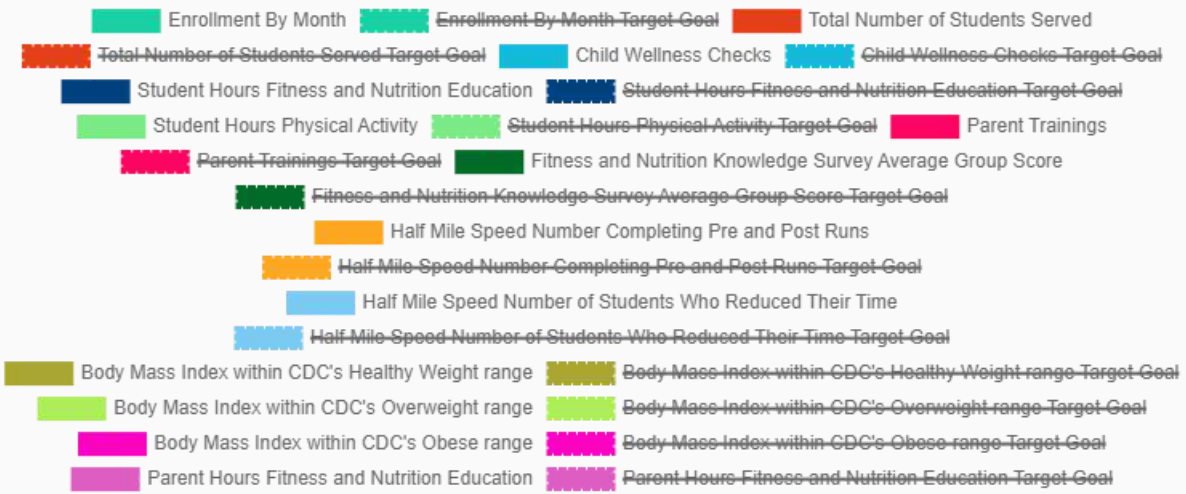 Enrollment By Month Enrollment By Month Target Goal Total Number of Students Served
Total Number of Students Served Target Goal Child Wellness Checks Child Wellness Checks Target Goal
Student Hours Fitness and Nutrition Education Student Hours Fitness and Nutrition Education Target Goal
Student Hours Physical Activity Student Hours Physical Activity Target Goal Parent Trainings
Parent Trainings Target Goal Fitness and Nutrition Knowledge Survey Average Group Score
Fitness and Nutrition Knowledge Survey Average Group Score Target Goal
Half Mile Speed Number Completing Pre and Post Runs
Half Mile Speed Number Completing Pre and Post Runs Target Goal
Half Mile Speed Number of Students Who Reduced Their Time
Half Mile Speed Number of Students Who Reduced Their Time Target Goal
Body Mass Index within CDC's Healthy Weight range Body Mass Index within CDC's Healthy Weight range Target Goal
Body Mass Index within CDC's Overweight range Body Mass Index within CDC's Overweight range Target Goal
Body Mass Index within CDC's Obese range Body Mass Index within CDC's Obese range Target Goal
Parent Hours Fitness and Nutrition Education Parent Hours Fitness and Nutrition Education Target Goal